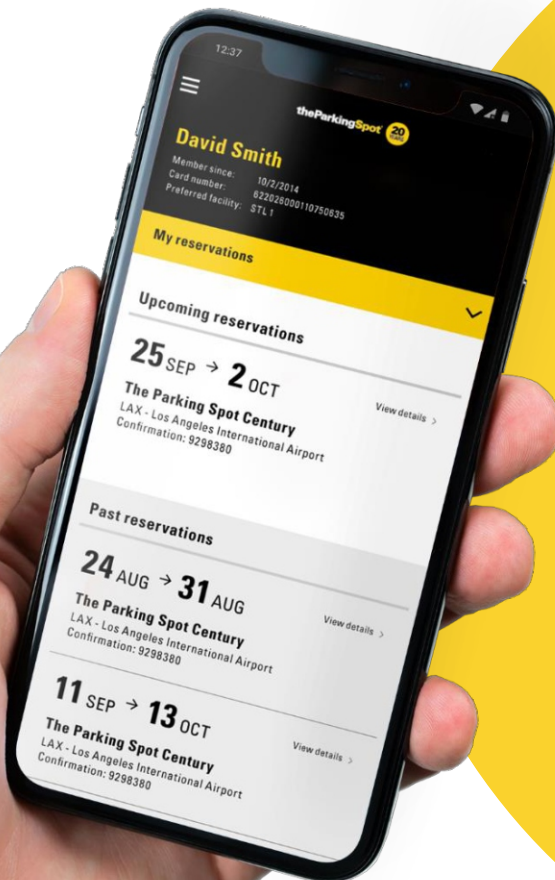 12:37
theParkingSpot 20 YEARS
David Smith
Member since: 10/2/2014
Card number: 622028000110750635
Preferred facility: STL 1
My reservations
Upcoming reservations
25 SEP → 2 OCT
View details >
The Parking Spot Century
LAX - Los Angeles International Airport
Confirmation: 9298380
Past reservations
24 AUG → 31 AUG
View details >
The Parking Spot Century
LAX - Los Angeles International Airport
Confirmation: 9298380
11 SEP → 13 OCT
View details >
The Parking Spot Century
LAX - Los Angeles International Airport
Confirmation: 9298380